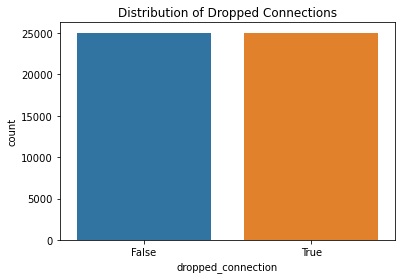 Distribution of Dropped Connections
count
25000
20000
15000
10000
5000
0
False
True
dropped_connection